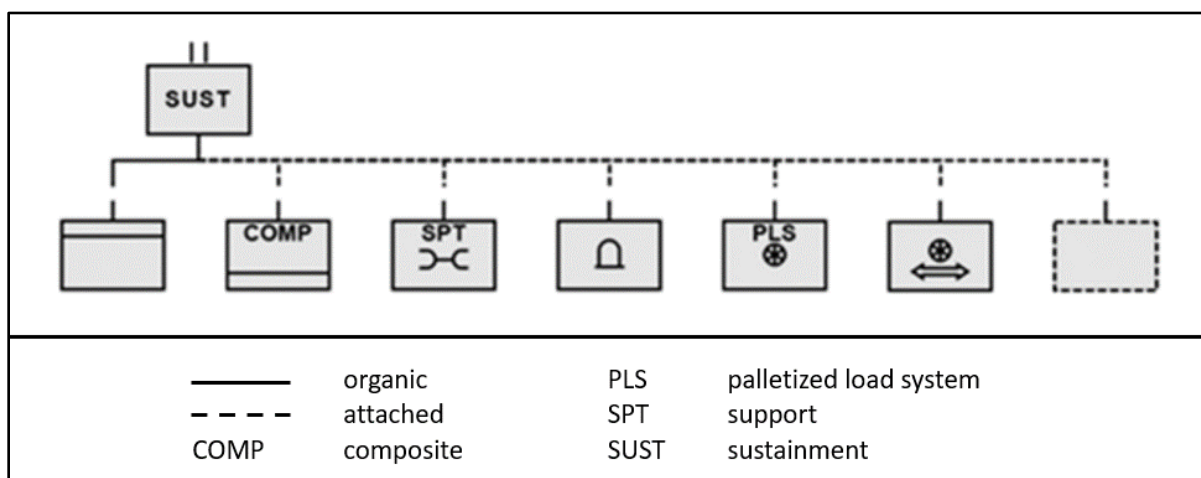 SUST
COMP SPT PLS
organic PLS palletized load system
attached SPT support
COMP composite SUST sustainment